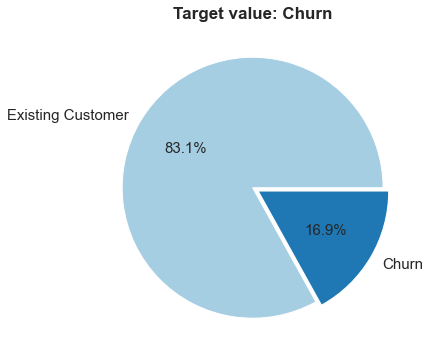 Target value: Churn
Existing Customer
83.1%
16.9%
Churn